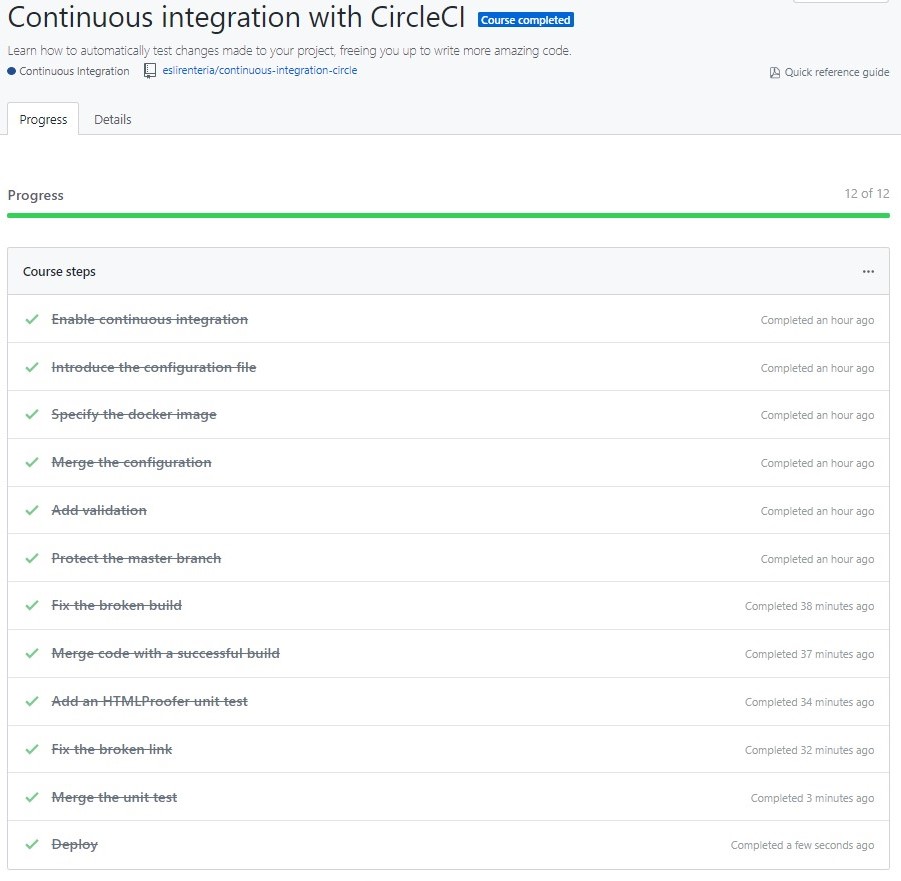 Continuous integration with CircleCI Course completed
Learn how to automatically test changes made to your project, freeing you up to write more amazing code.
Continuous Integration eslirenteria/continuous-integration-circle Quick reference guide
Progress Details
Progress 12 of 12
Course steps ...
Enable continuous integration Completed an hour ago
Introduce the configuration file Completed an hour ago
Specify the docker image Completed an hour ago
Merge the configuration Completed an hour ago
Add validation Completed an hour ago
Protect the master branch Completed an hour ago
Fix the broken build Completed 38 minutes ago
Merge code with a successful build Completed 37 minutes ago
Add an HTMLProofer unit test Completed 34 minutes ago
Fix the broken link Completed 32 minutes ago
Merge the unit test Completed 3 minutes ago
Deploy Completed a few seconds ago